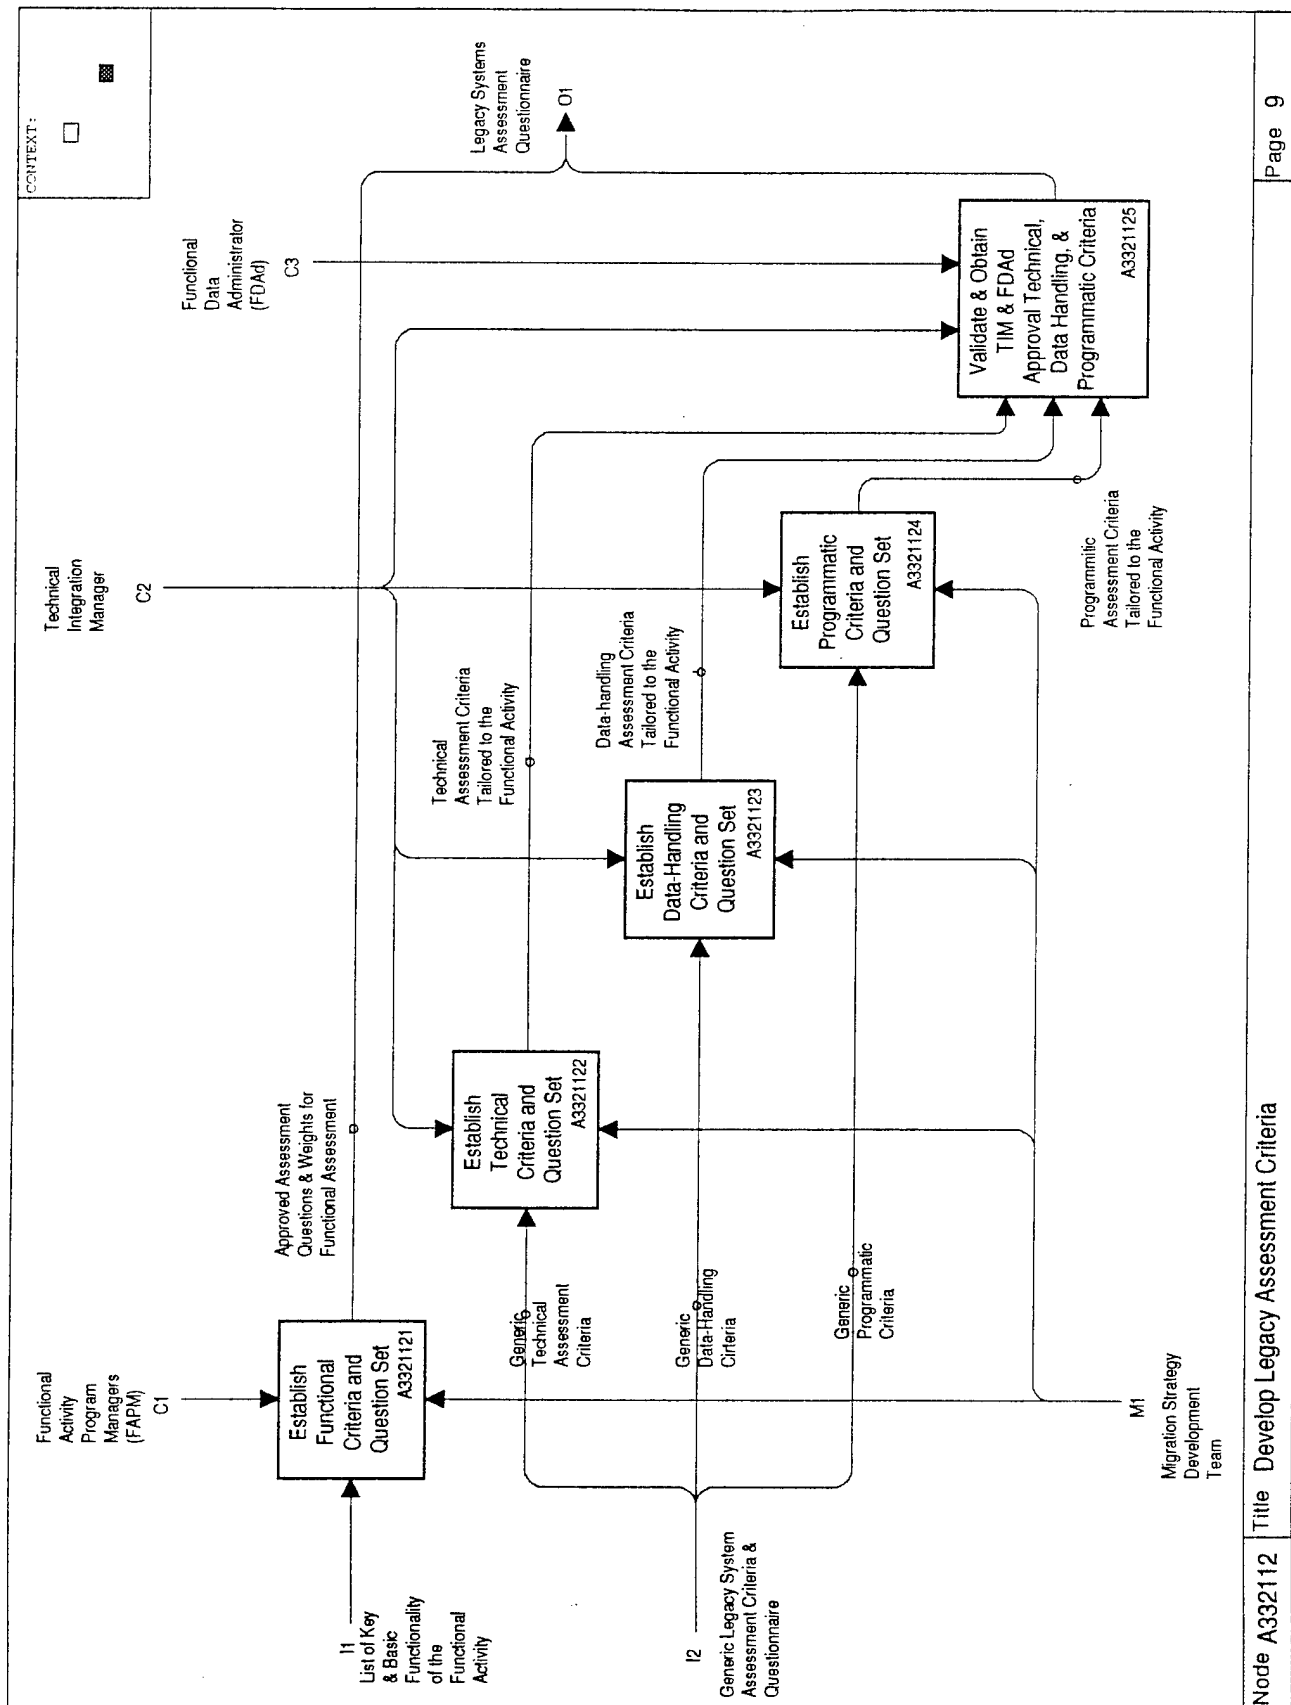 CONTEXT:
Functional
Activity
Program
Managers
(FAPM)
C1
Technical
Integration
Manager
C2
Functional
Data
Administrator
(FDAd)
C3
I1
List of Key
& Basic
Functionality
of the
Functional
Activity
Establish
Functional
Criteria and
Question Set
A3321121
Approved Assessment
Questions & Weights for
Functional Assessment
Legacy Systems
Assessment
Questionnaire
O1
Establish
Technical
Criteria and
Question Set
A3321122
Technical
Assessment Criteria
Tailored to the
Functional Activity
Generic
Technical
Assessment
Criteria
Establish
Data-Handling
Criteria and
Question Set
A3321123
Data-handling
Assessment Criteria
Tailored to the
Functional Activity
I2
Generic Legacy System
Assessment Criteria &
Questionnaire
Generic
Data-Handling
Cirteria
Generic
Programmatic
Criteria
Establish
Programmatic
Criteria and
Question Set
A3321124
Programmitic
Assessment Criteria
Tailored to the
Functional Activity
Validate & Obtain
TIM & FDAd
Approval Technical,
Data Handling, &
Programmatic Criteria
A3321125
M1
Migration Strategy
Development
Team
Node A332112
Title Develop Legacy Assessment Criteria
Page 9